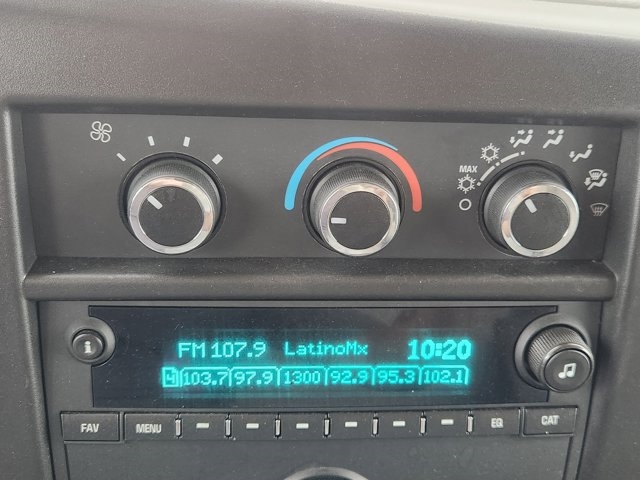 MAX
FM 107.9 LatinoMx 10:20
4 103.7 97.9 1300 92.9 95.3 102.1
FAV MENU EQ CAT